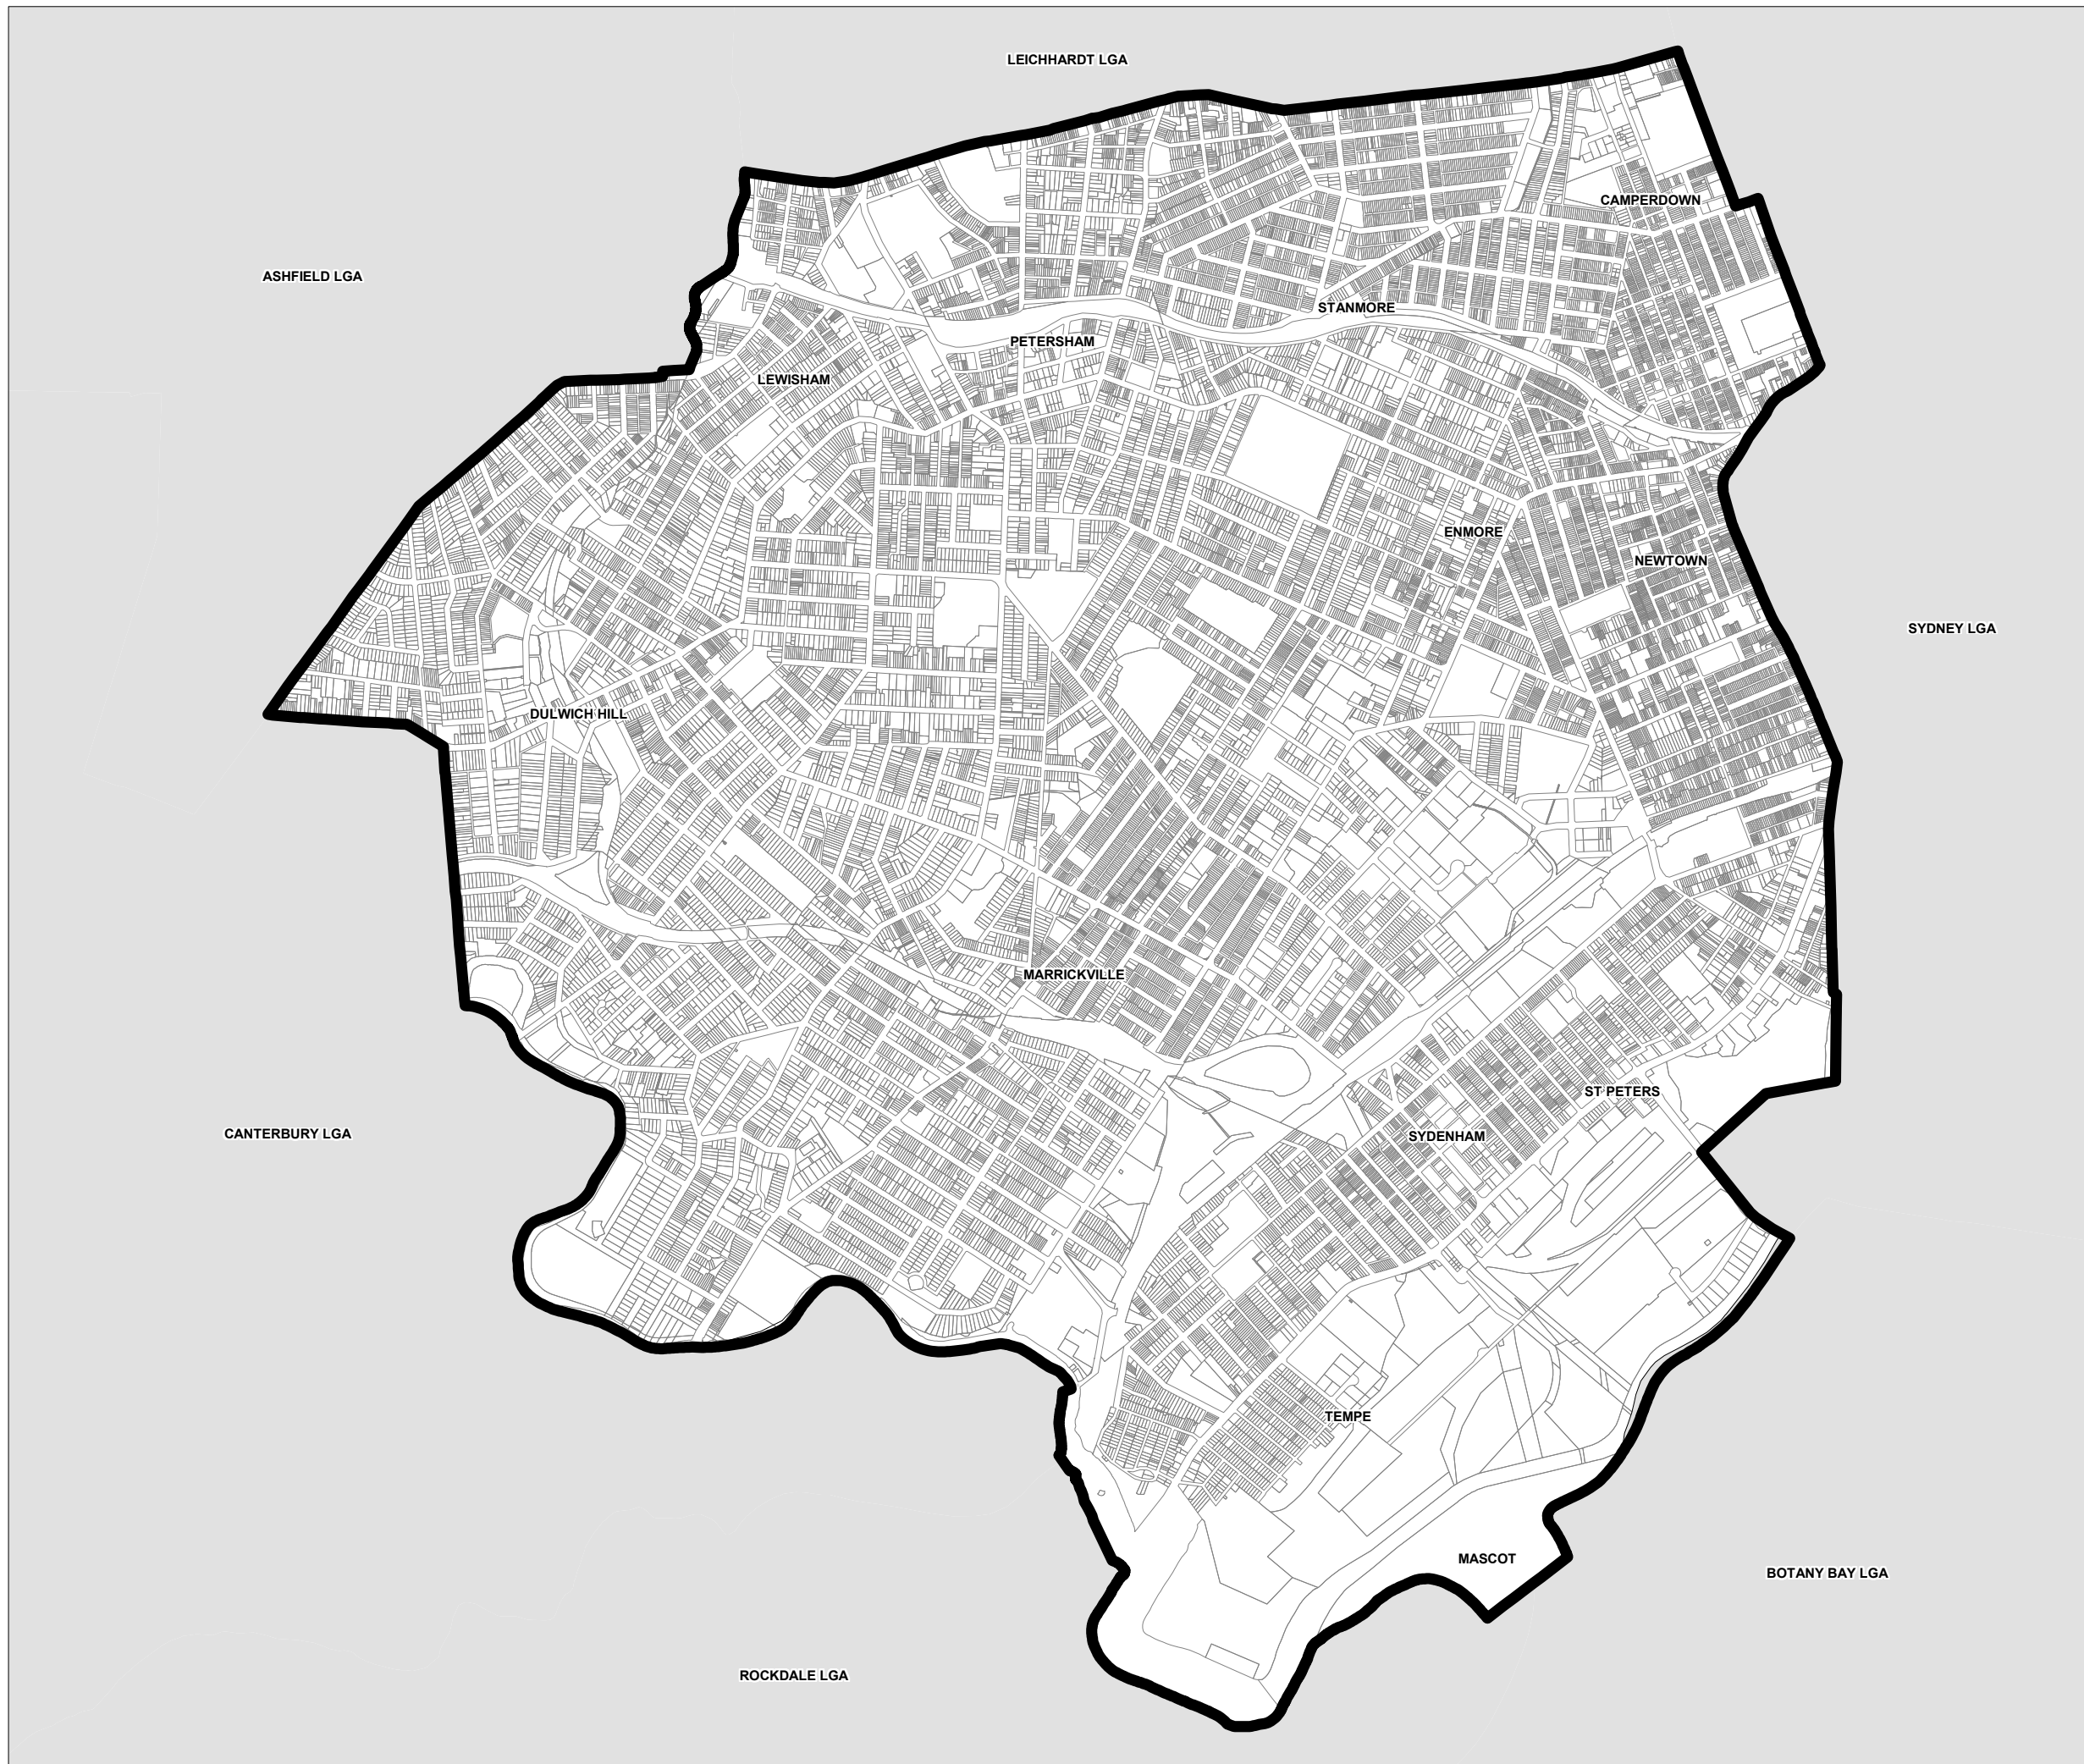 LEICHHARDT LGA
CAMPERDOWN
ASHFIELD LGA
STANMORE
PETERSHAM
LEWISHAM
ENMORE
NEWTOWN
SYDNEY LGA
DULWICH HILL
MARRICKVILLE
ST PETERS
CANTERBURY LGA
SYDENHAM
TEMPE
MASCOT
BOTANY BAY LGA
ROCKDALE LGA